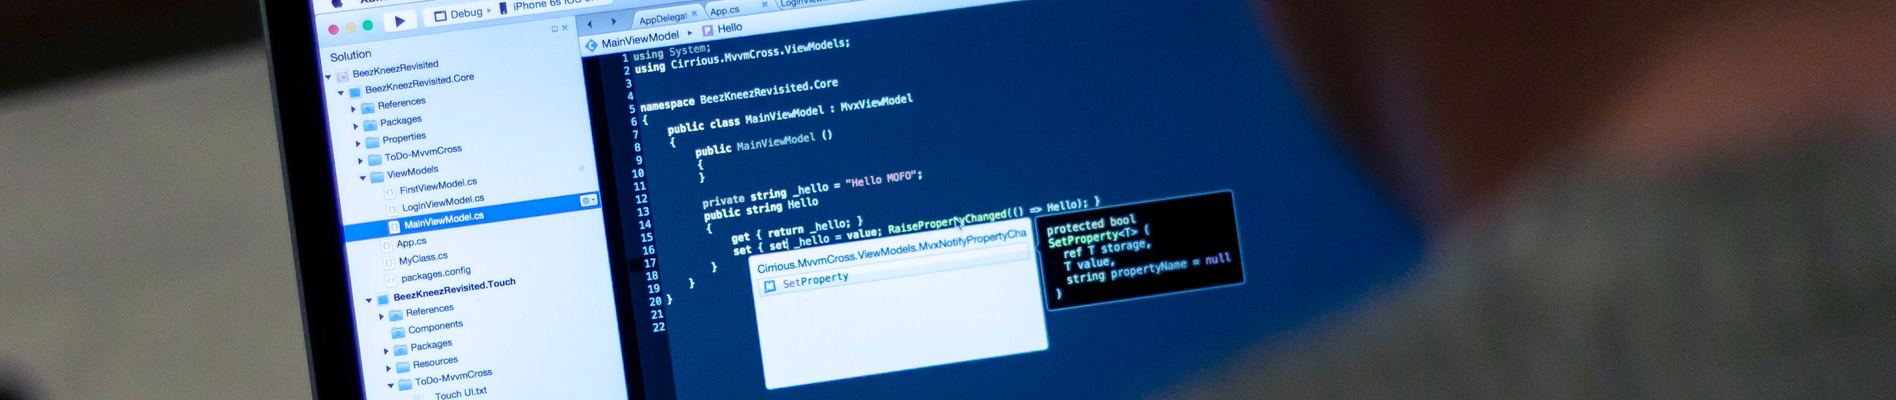 Debug
iPhone 6s iOS
AppDelegat
App.cs
MainViewModel
Hello
Solution
BeezKneezRevisited
BeezKneezRevisited.Core
References
Packages
Properties
ToDo-MvvmCross
ViewModels
FirstViewModel.cs
LoginViewModel.cs
MainViewModel.cs
App.cs
MyClass.cs
packages.config
BeezKneezRevisited.Touch
References
Components
Packages
Resources
ToDo-MvvmCross
Touch UI.txt
1 using System;
2 using Cirrious.MvvmCross.ViewModels;
3
4
5 namespace BeezKneezRevisited.Core
6 {
7 public class MainViewModel : MvxViewModel
8 {
9 public MainViewModel ()
10 {
11 }
12
13 private string _hello = "Hello MOFO";
14 public string Hello
15 {
16 get { return _hello; }
17 set { set _hello = value; RaisePropertyChanged(() => Hello); }
18 }
19 }
20 }
21
22
Cirrious.MvvmCross.ViewModels.MvxNotifyPropertyCha
SetProperty
protected bool
SetProperty<T> (
ref T storage,
T value,
string propertyName = null
)